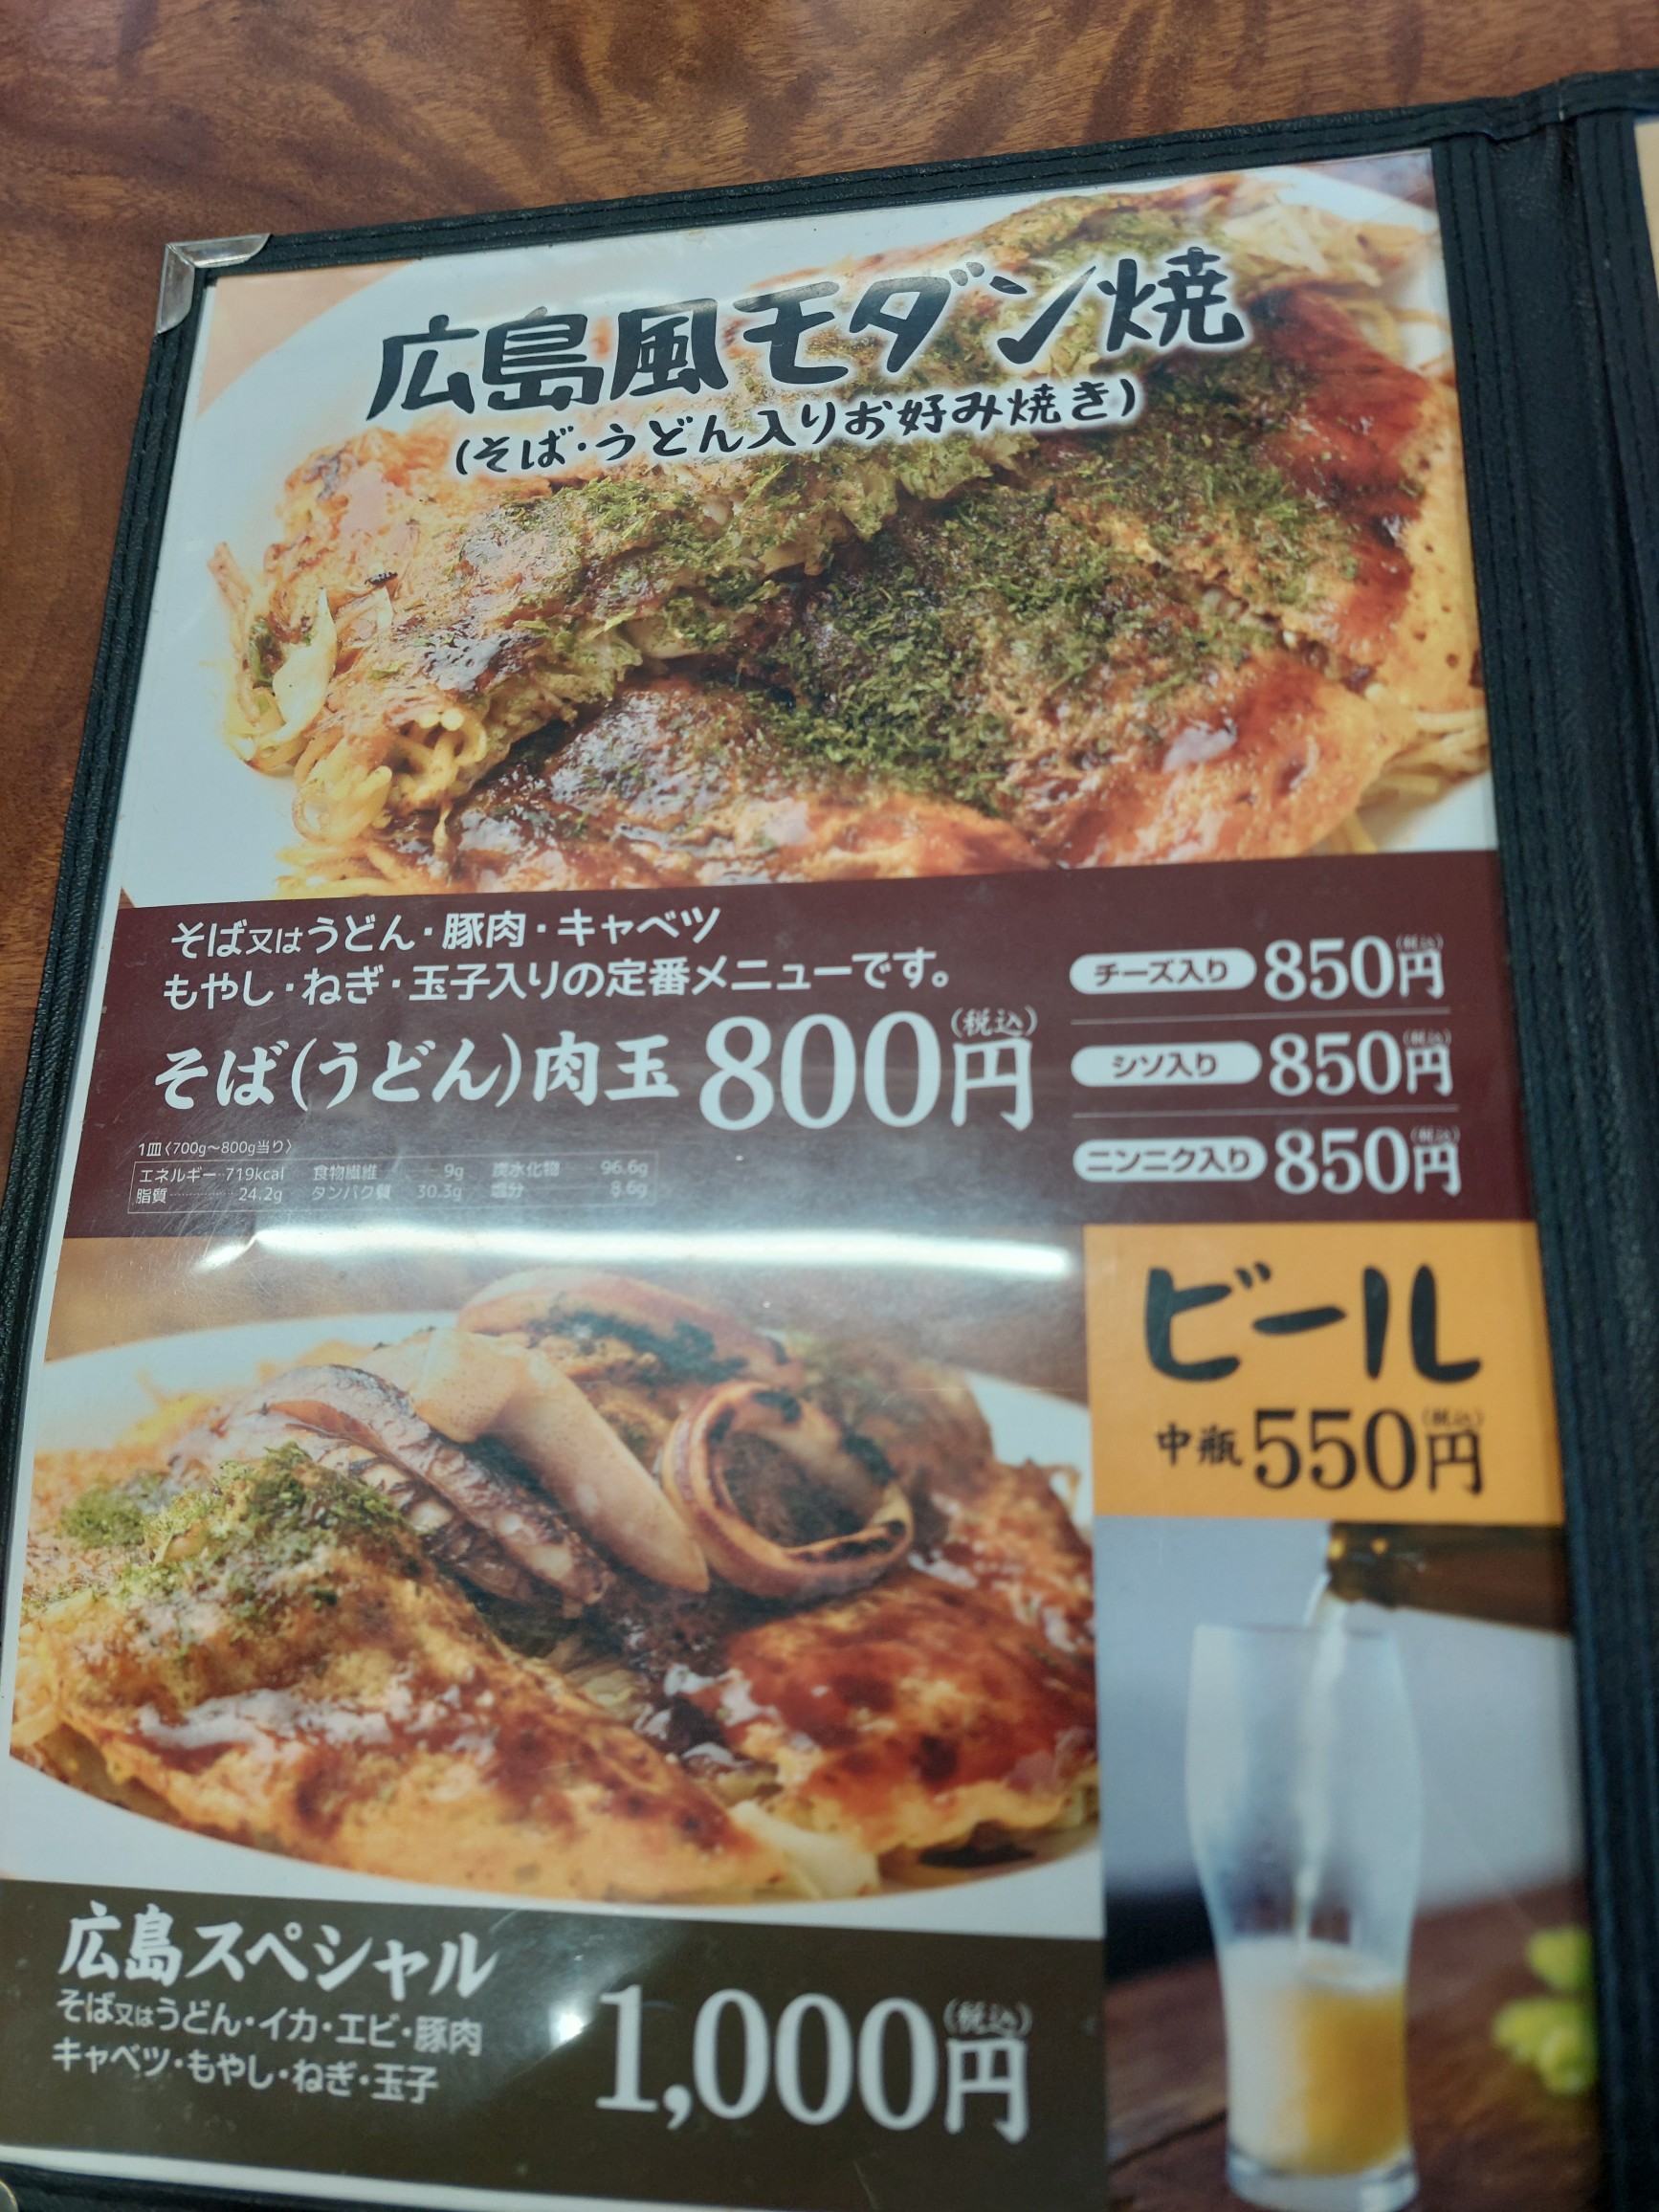 広島風モダン焼
(そば・うどん入りお好み焼き)
そば又はうどん・豚肉・キャベツ
もやし・ねぎ・玉子入りの定番メニューです。
そば(うどん)肉玉 800円(税込)
チーズ入り 850円(税込)
シソ入り 850円(税込)
ニンニク入り 850円(税込)
1皿〈700g〜800g当り〉
エネルギー…719kcal 食物繊維……9g 炭水化物……96.6g
脂質……24.2g タンパク質……30.3g 塩分……8.6g
ビール
中瓶 550円(税込)
広島スペシャル
そば又はうどん・イカ・エビ・豚肉
キャベツ・もやし・ねぎ・玉子
1,000円(税込)